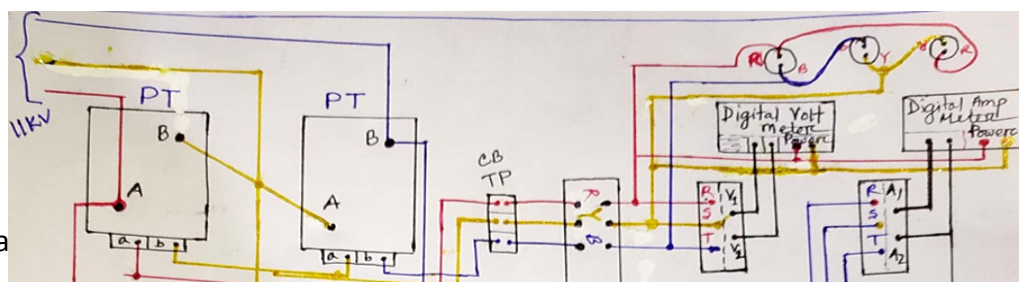 11KV
PT
B
A
a b
PT
B
A
a b
a
CB
TP
R
Y
B
R B
Y
R
Digital Volt
Meter
Power
Digital Amp
Meter
Power
R
S
T
V1
V2
R
S
T
A1
A2